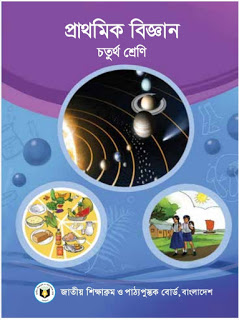 প্রাথমিক বিজ্ঞান
চতুর্থ শ্রেণি
জাতীয় শিক্ষাক্রম ও পাঠ্যপুস্তক বোর্ড, বাংলাদেশ